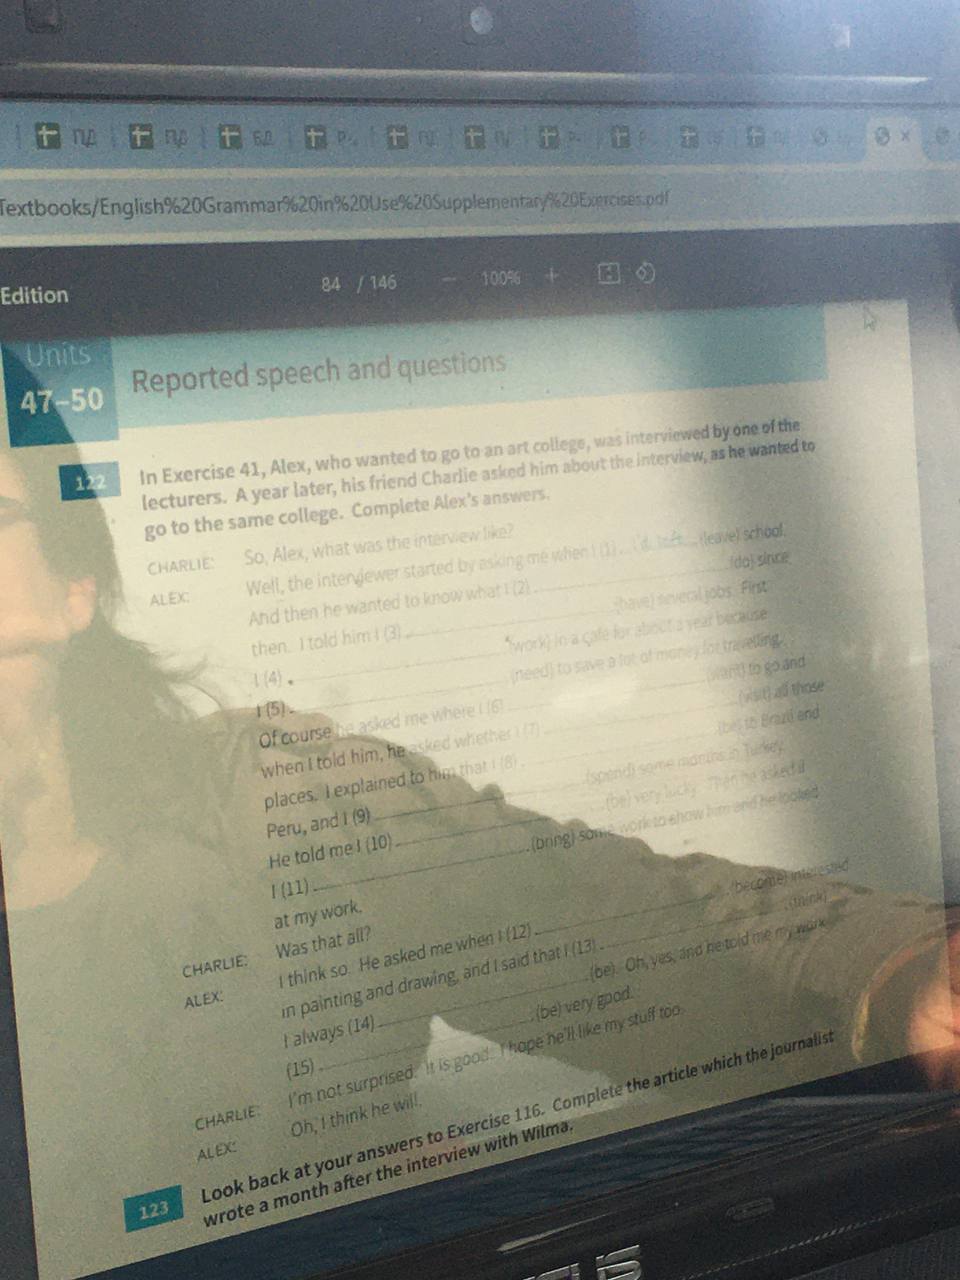 Textbooks/English%20Grammar%20in%20Use%20Supplementary%20Exercises.pdf
Edition
84 / 146 − 100% +
Units
47–50
Reported speech and questions
122 In Exercise 41, Alex, who wanted to go to an art college, was interviewed by one of the
lecturers. A year later, his friend Charlie asked him about the interview, as he wanted to
go to the same college. Complete Alex's answers.
CHARLIE: So, Alex, what was the interview like?
ALEX: Well, the interviewer started by asking me when I (1) 'd left (leave) school.
And then he wanted to know what I (2) (do) since
then. I told him I (3) (have) several jobs. First
I (4) (work) in a cafe for about a year because
I (5) (need) to save a lot of money for travelling.
Of course he asked me where I (6) (want) to go and
when I told him, he asked whether I (7) (visit) all those
places. I explained to him that I (8) (be) to Brazil and
Peru, and I (9) (spend) some months in Turkey.
He told me I (10) (be) very lucky. Then he asked if
I (11) (bring) some work to show him and he looked
at my work.
CHARLIE: Was that all?
ALEX: I think so. He asked me when I (12) (become) interested
in painting and drawing, and I said that I (13) (think)
I always (14) (be). Oh, yes, and he told me my work
(15) (be) very good.
CHARLIE: I'm not surprised. It is good. I hope he'll like my stuff too.
ALEX: Oh, I think he will.
123 Look back at your answers to Exercise 116. Complete the article which the journalist
wrote a month after the interview with Wilma.